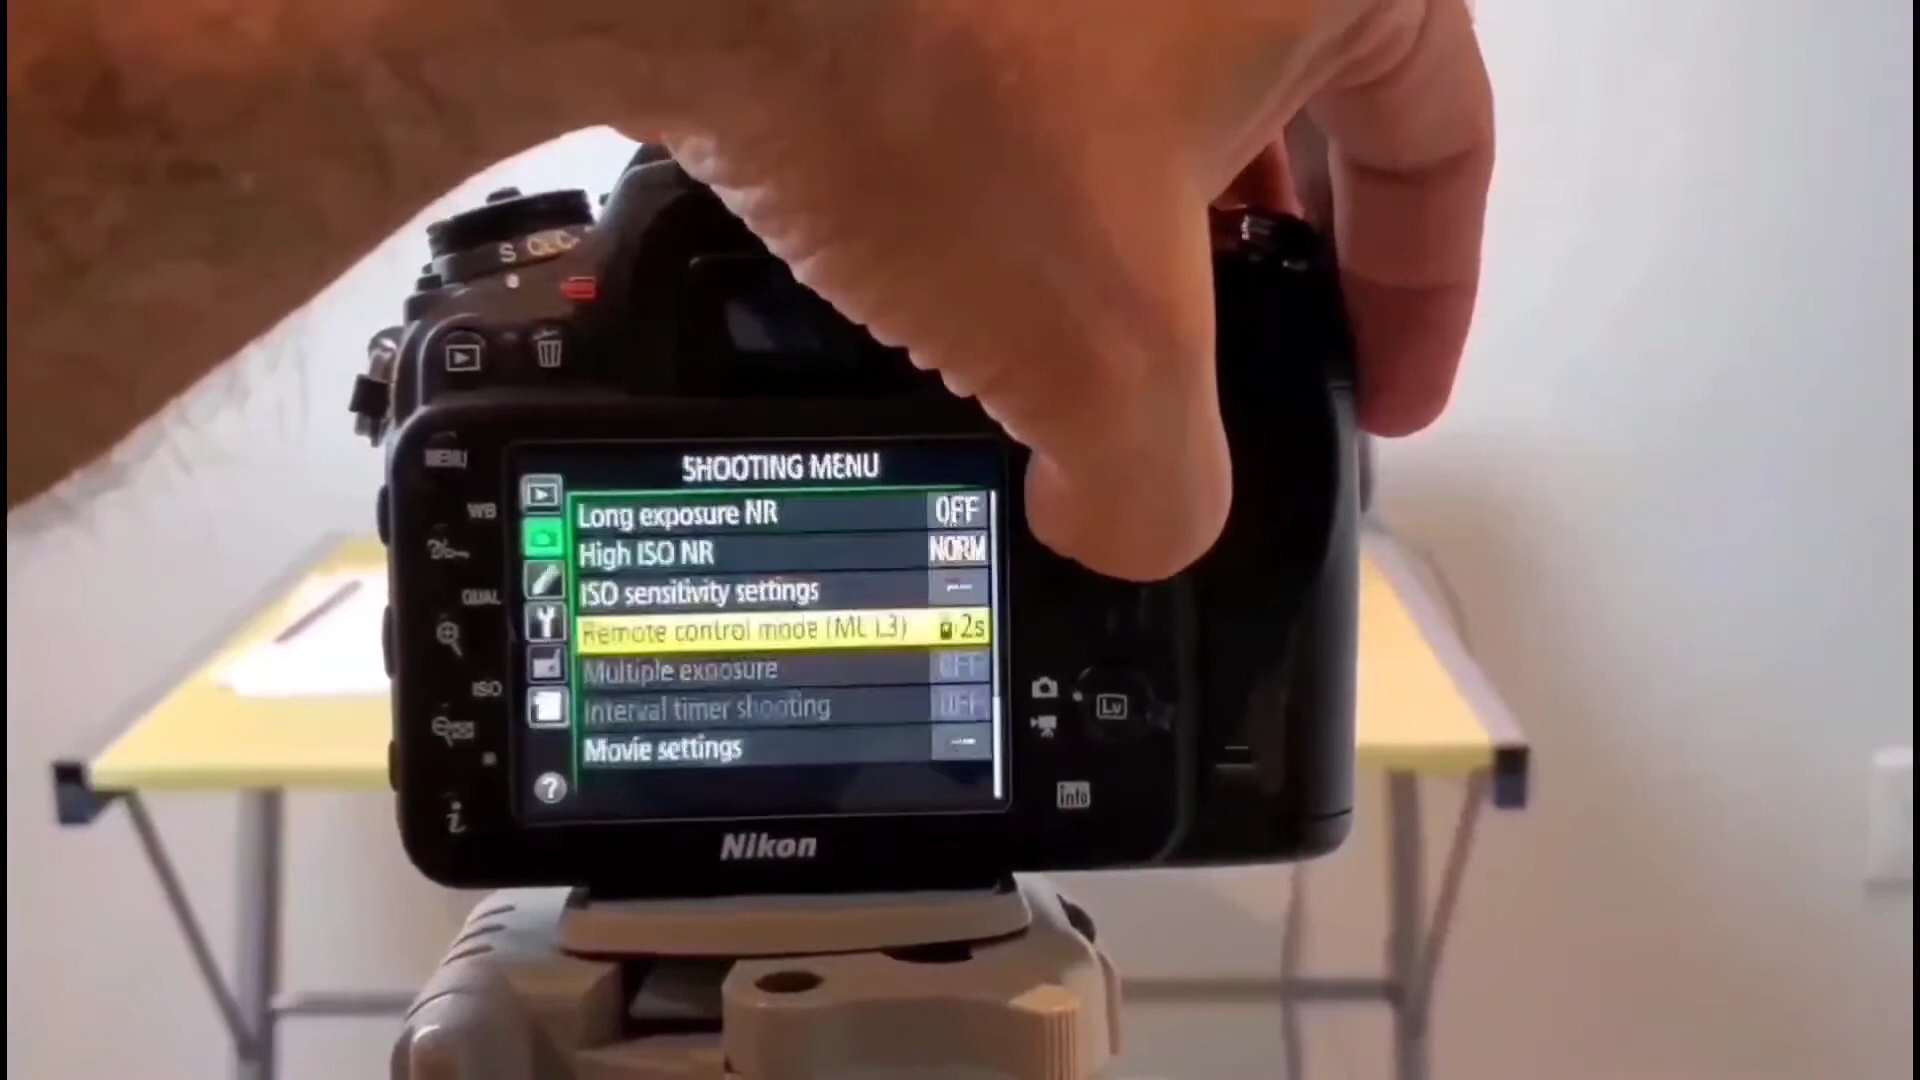 S
MENU
WB
QUAL
ISO
SHOOTING MENU
Long exposure NR OFF
High ISO NR NORM
ISO sensitivity settings --
Remote control mode (ML-L3) 2s
Multiple exposure OFF
Interval timer shooting OFF
Movie settings --
?
i
Lv
info
Nikon